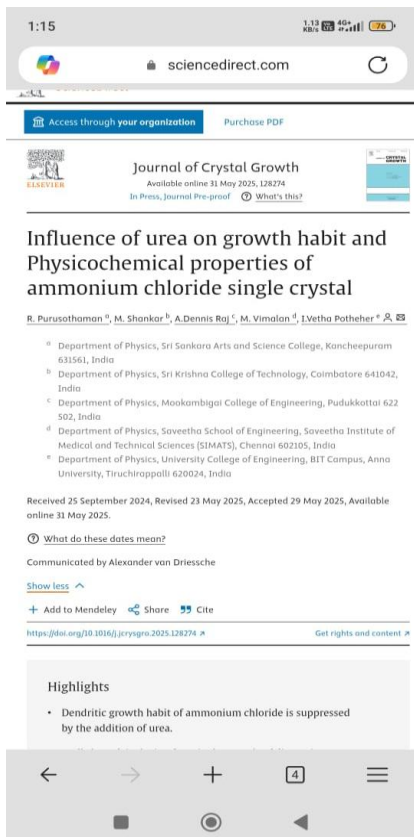 1:15
1.13 KB/s 4G+ 76
sciencedirect.com
Access through your organization Purchase PDF
ELSEVIER
Journal of Crystal Growth
Available online 31 May 2025, 128274
In Press, Journal Pre-proof What's this?
CRYSTAL GROWTH
Influence of urea on growth habit and
Physicochemical properties of
ammonium chloride single crystal
R. Purusothaman a, M. Shankar b, A.Dennis Raj c, M. Vimalan d, I.Vetha Potheher e
a Department of Physics, Sri Sankara Arts and Science College, Kancheepuram
631561, India
b Department of Physics, Sri Krishna College of Technology, Coimbatore 641042,
India
c Department of Physics, Mookambigai College of Engineering, Pudukkottai 622
502, India
d Department of Physics, Saveetha School of Engineering, Saveetha Institute of
Medical and Technical Sciences (SIMATS), Chennai 602105, India
e Department of Physics, University College of Engineering, BIT Campus, Anna
University, Tiruchirappalli 620024, India
Received 25 September 2024, Revised 23 May 2025, Accepted 29 May 2025, Available
online 31 May 2025.
What do these dates mean?
Communicated by Alexander van Driessche
Show less
+ Add to Mendeley Share Cite
https://doi.org/10.1016/j.jcrysgro.2025.128274 Get rights and content
Highlights
• Dendritic growth habit of ammonium chloride is suppressed
by the addition of urea.
4